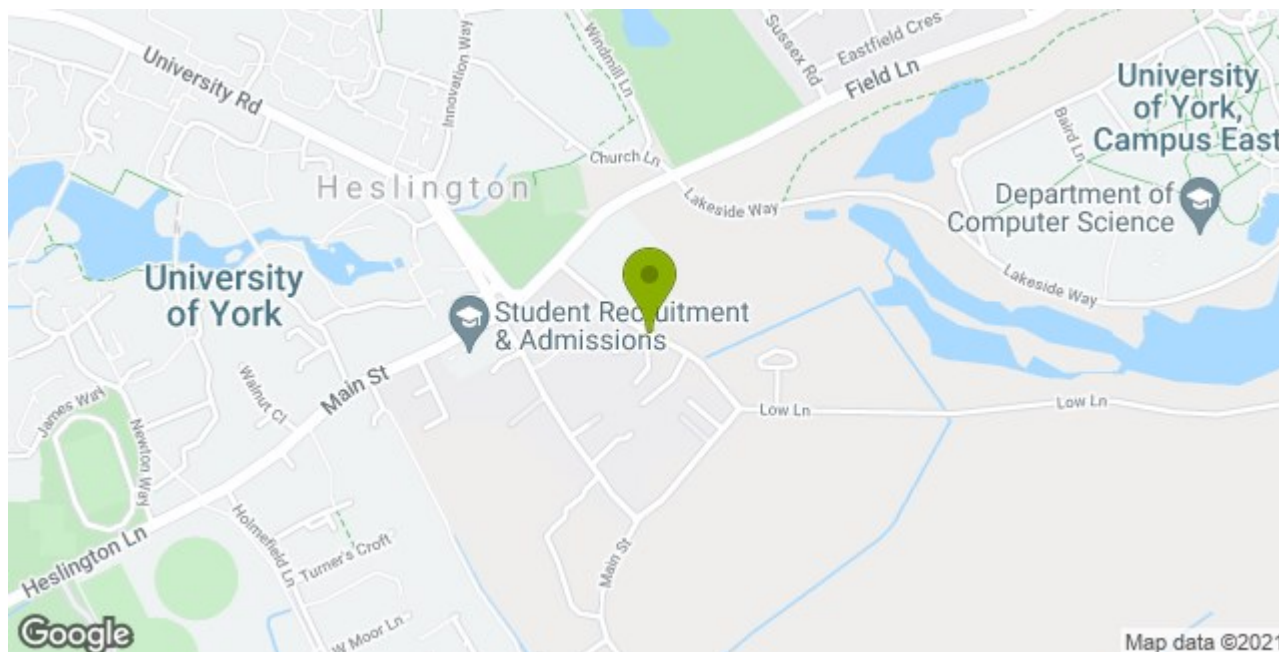 University Rd
Innovation Way
Windmill Ln
Sussex Rd
Eastfield Cres
Field Ln
University
of York,
Campus East
Baird Ln
Church Ln
Heslington
Lakeside Way
Department of
Computer Science
University
of York
Lakeside Way
Student Recruitment
& Admissions
Main St
Walnut Cl
James Way
Newton Way
Low Ln
Low Ln
Heslington Ln
Holmefield Ln
Turner's Croft
Main St
W Moor Ln
Google
Map data ©2021